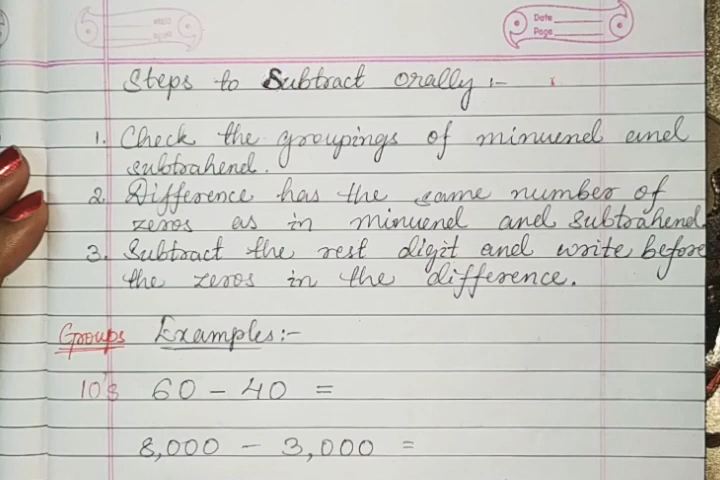 Date
Page
Steps to Subtract orally :-
1. Check the groupings of minuend and
subtrahend.
2. Difference has the same number of
zeros as in minuend and subtrahend.
3. Subtract the rest digit and write before
the zeros in the difference.
Groups Examples:-
10's 60 - 40 =
8,000 - 3,000 =